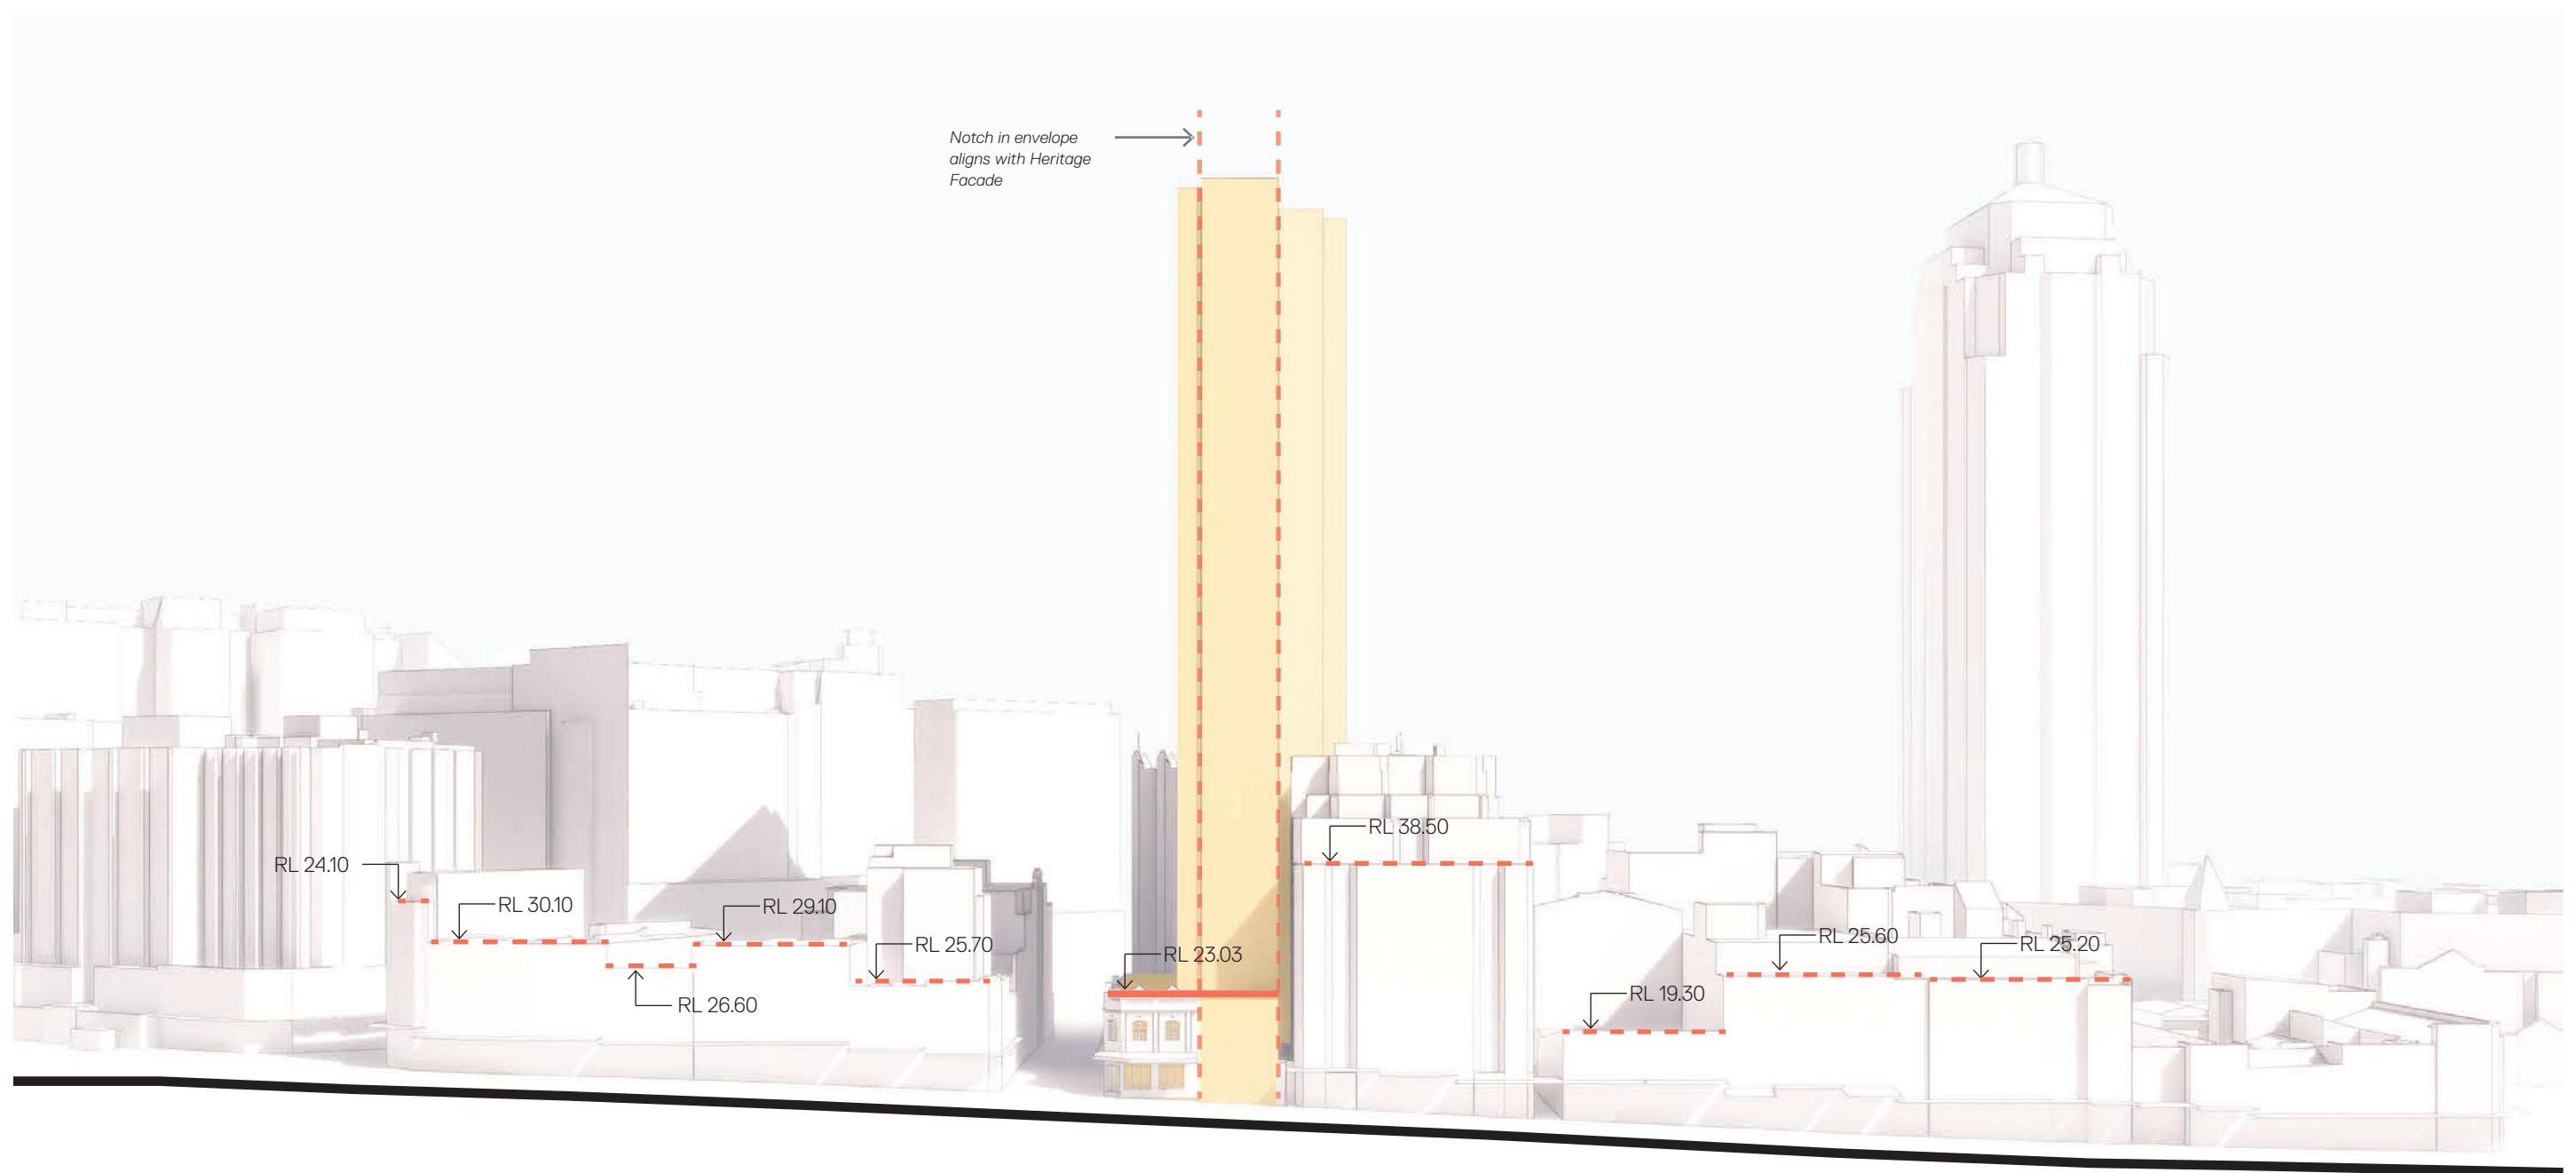 Notch in envelope
aligns with Heritage
Facade
RL 38.50
RL 24.10
RL 30.10
RL 29.10
RL 25.60
RL 25.70
RL 25.20
RL 23.03
RL 19.30
RL 26.60